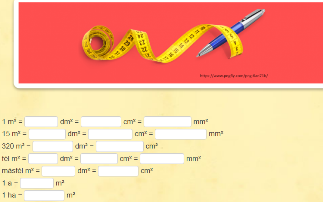 1 m² = dm² = cm² = mm²
15 m² = dm² = cm² = mm²
320 m² = dm² = cm²
fél m² = dm² = cm² = mm²
másfél m² = dm² = cm²
1 a = m²
1 ha = m²